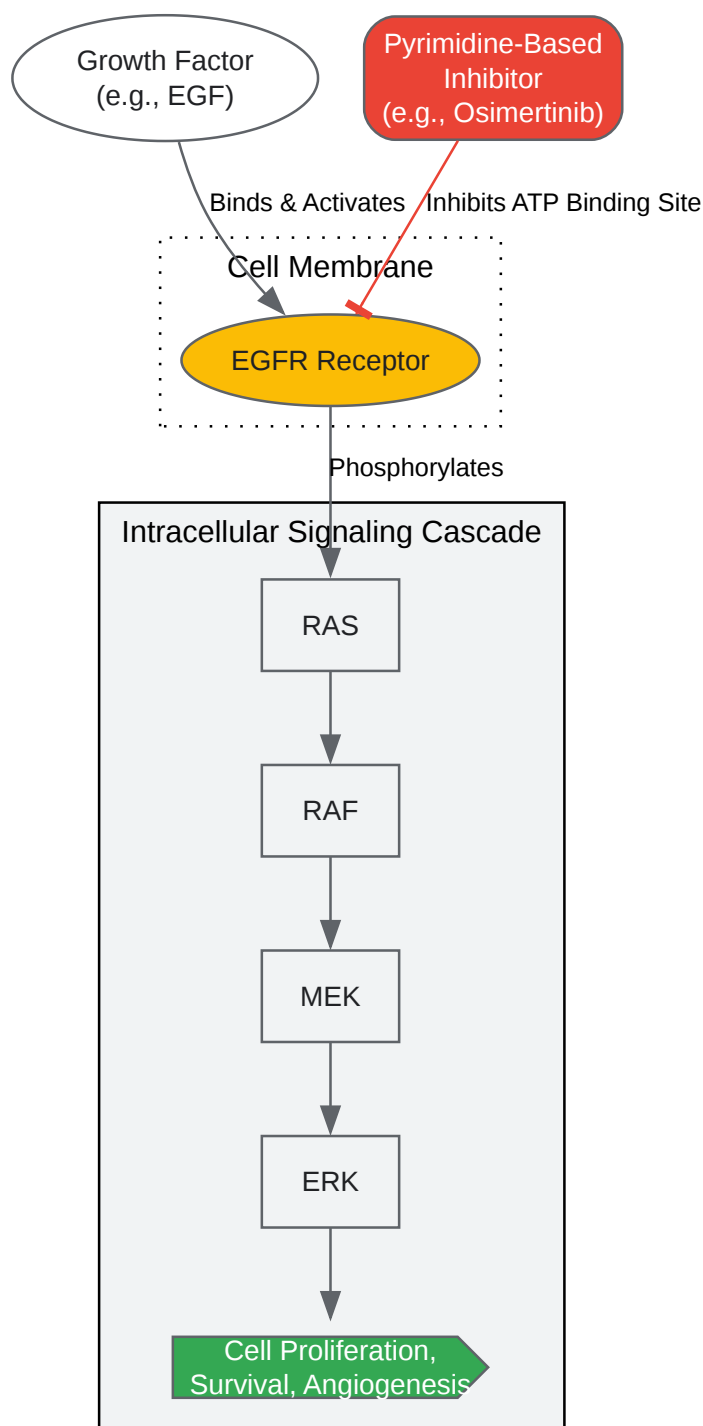 Growth Factor
(e.g., EGF)
Pyrimidine-Based
Inhibitor
(e.g., Osimertinib)
Binds & Activates
Inhibits ATP Binding Site
Cell Membrane
EGFR Receptor
Phosphorylates
Intracellular Signaling Cascade
RAS
RAF
MEK
ERK
Cell Proliferation,
Survival, Angiogenesis